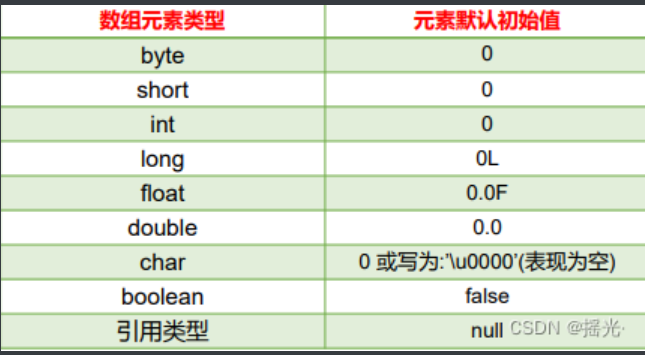 数组元素类型 元素默认初始值
byte 0
short 0
int 0
long 0L
float 0.0F
double 0.0
char 0 或写为:'\u0000'(表现为空)
boolean false
引用类型 null
CSDN @摇光·